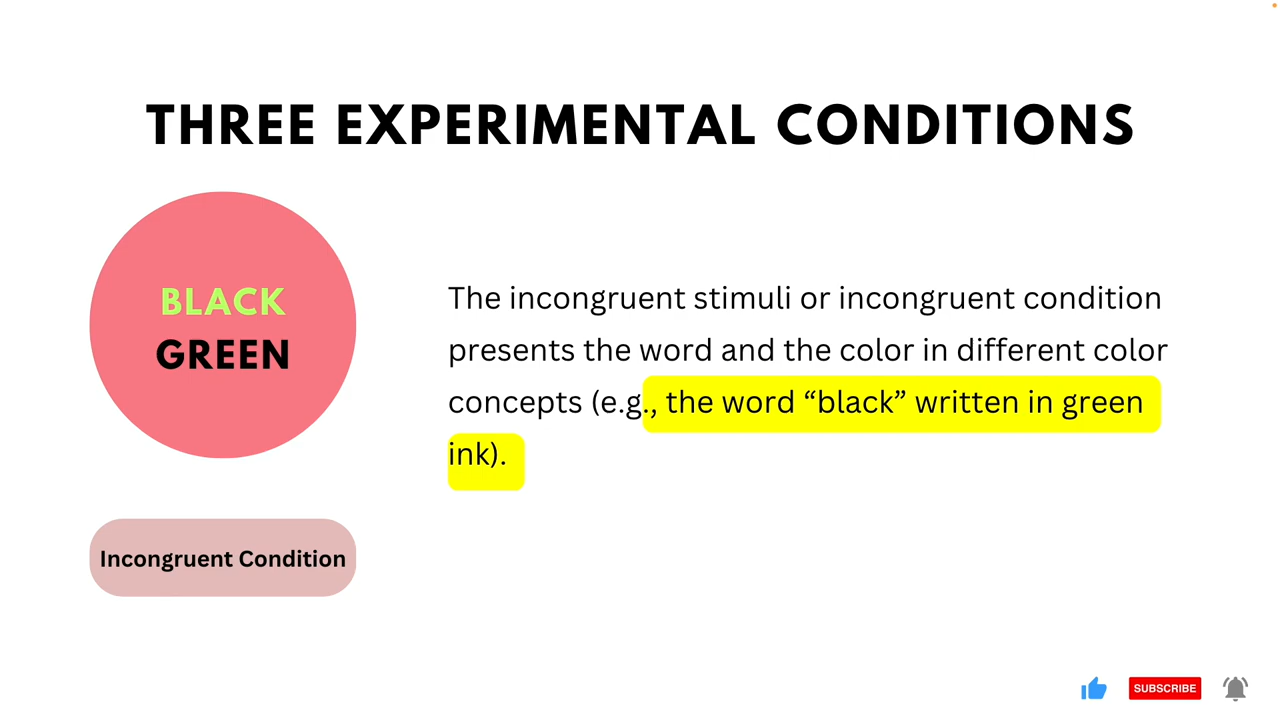 THREE EXPERIMENTAL CONDITIONS
BLACK
GREEN
Incongruent Condition
The incongruent stimuli or incongruent condition
presents the word and the color in different color
concepts (e.g., the word “black” written in green
ink).
SUBSCRIBE